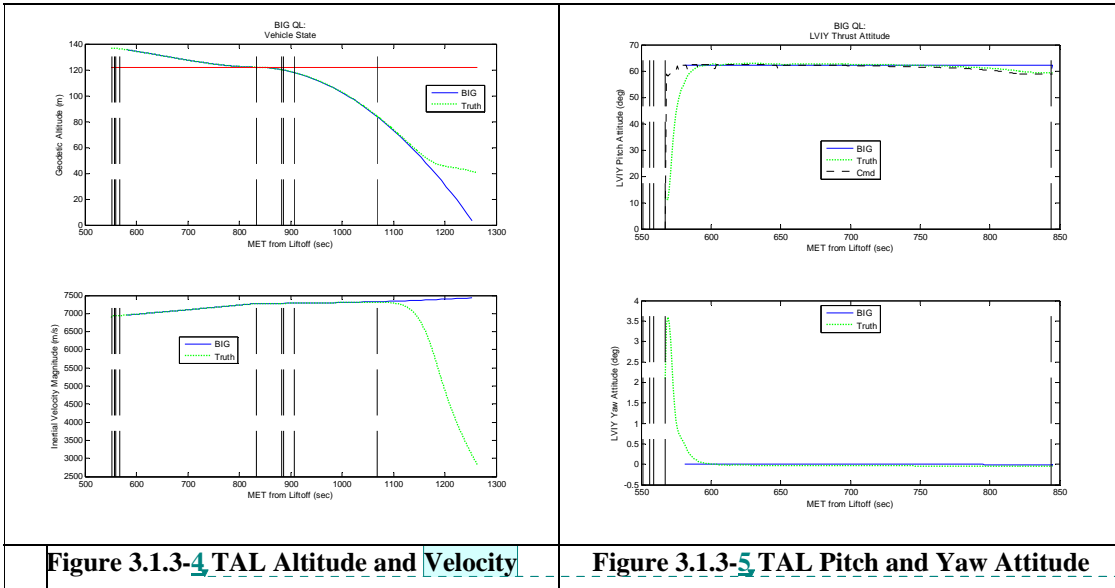 BIG QL:
Vehicle State
140
120
100
80
60
40
20
0
Geodetic Altitude (m)
BIG
Truth
500 600 700 800 900 1000 1100 1200 1300
MET from Liftoff (sec)
7500
7000
6500
6000
5500
5000
4500
4000
3500
3000
2500
Inertial Velocity Magnitude (m/s)
BIG
Truth
500 600 700 800 900 1000 1100 1200 1300
MET from Liftoff (sec)
Figure 3.1.3-4 TAL Altitude and Velocity
BIG QL:
LVIY Thrust Attitude
70
60
50
40
30
20
10
0
LVIY Pitch Attitude (deg)
BIG
Truth
Cmd
550 600 650 700 750 800 850
MET from Liftoff (sec)
4
3.5
3
2.5
2
1.5
1
0.5
0
-0.5
LVIY Yaw Attitude (deg)
BIG
Truth
550 600 650 700 750 800 850
MET from Liftoff (sec)
Figure 3.1.3-5 TAL Pitch and Yaw Attitude